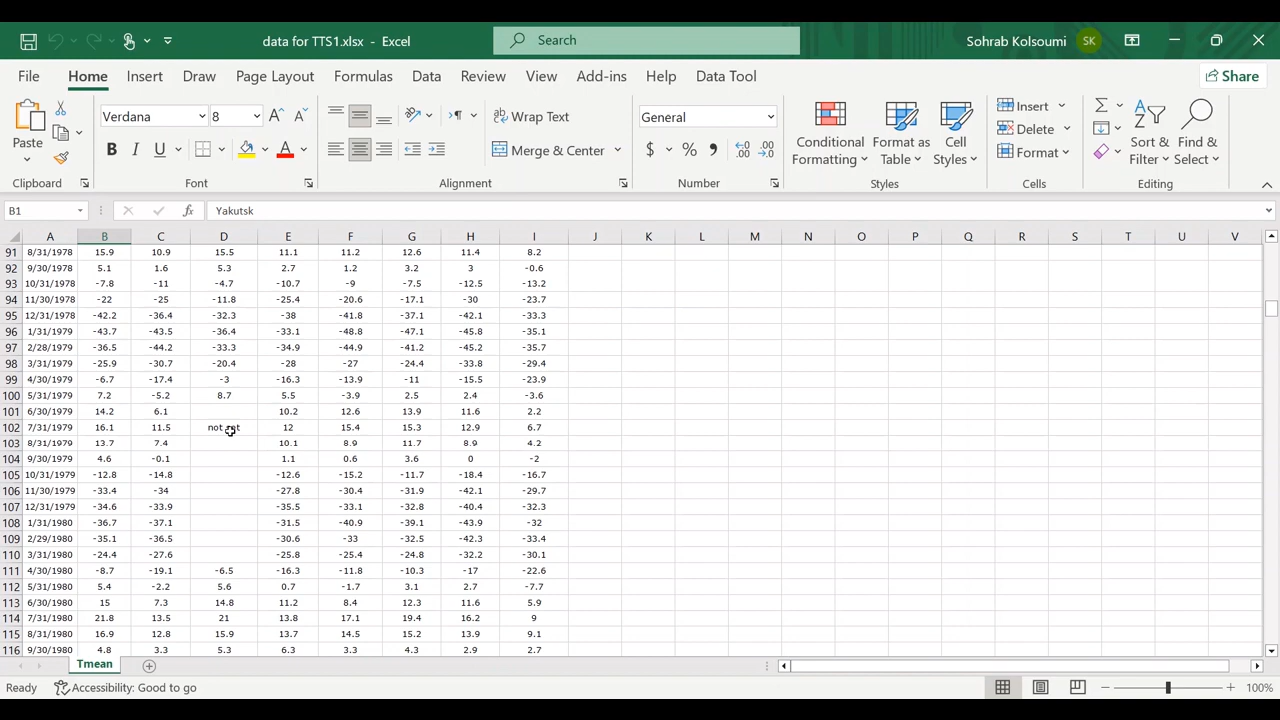 data for TTS1.xlsx - Excel
Search
Sohrab Kolsoumi SK
File Home Insert Draw Page Layout Formulas Data Review View Add-ins Help Data Tool Share
Paste
Verdana 8
Wrap Text
Merge & Center
General
Conditional Formatting
Format as Table
Cell Styles
Insert
Delete
Format
Sort & Filter
Find & Select
Clipboard Font Alignment Number Styles Cells Editing
B1 fx Yakutsk
A B C D E F G H I J K L M N O P Q R S T U V
91 8/31/1978 15.9 10.9 15.5 11.1 11.2 12.6 11.4 8.2
92 9/30/1978 5.1 1.6 5.3 2.7 1.2 3.2 3 -0.6
93 10/31/1978 -7.8 -11 -4.7 -10.7 -9 -7.5 -12.5 -13.2
94 11/30/1978 -22 -25 -11.8 -25.4 -20.6 -17.1 -30 -23.7
95 12/31/1978 -42.2 -36.4 -32.3 -38 -41.8 -37.1 -42.1 -33.3
96 1/31/1979 -43.7 -43.5 -36.4 -33.1 -48.8 -47.1 -45.8 -35.1
97 2/28/1979 -36.5 -44.2 -33.3 -34.9 -44.9 -41.2 -45.2 -35.7
98 3/31/1979 -25.9 -30.7 -20.4 -28 -27 -24.4 -33.8 -29.4
99 4/30/1979 -6.7 -17.4 -3 -16.3 -13.9 -11 -15.5 -23.9
100 5/31/1979 7.2 -5.2 8.7 5.5 -3.9 2.5 2.4 -3.6
101 6/30/1979 14.2 6.1 10.2 12.6 13.9 11.6 2.2
102 7/31/1979 16.1 11.5 not 12 15.4 15.3 12.9 6.7
103 8/31/1979 13.7 7.4 10.1 8.9 11.7 8.9 4.2
104 9/30/1979 4.6 -0.1 1.1 0.6 3.6 0 -2
105 10/31/1979 -12.8 -14.8 -12.6 -15.2 -11.7 -18.4 -16.7
106 11/30/1979 -33.4 -34 -27.8 -30.4 -31.9 -42.1 -29.7
107 12/31/1979 -34.6 -33.9 -35.5 -33.1 -32.8 -40.4 -32.3
108 1/31/1980 -36.7 -37.1 -31.5 -40.9 -39.1 -43.9 -32
109 2/29/1980 -35.1 -36.5 -30.6 -33 -32.5 -42.3 -33.4
110 3/31/1980 -24.4 -27.6 -25.8 -25.4 -24.8 -32.2 -30.1
111 4/30/1980 -8.7 -19.1 -6.5 -16.3 -11.8 -10.3 -17 -22.6
112 5/31/1980 5.4 -2.2 5.6 0.7 -1.7 3.1 2.7 -7.7
113 6/30/1980 15 7.3 14.8 11.2 8.4 12.3 11.6 5.9
114 7/31/1980 21.8 13.5 21 13.8 17.1 19.4 16.2 9
115 8/31/1980 16.9 12.8 15.9 13.7 14.5 15.2 13.9 9.1
116 9/30/1980 4.8 3.3 5.3 6.3 3.3 4.3 2.9 2.7
Tmean
Ready Accessibility: Good to go 100%